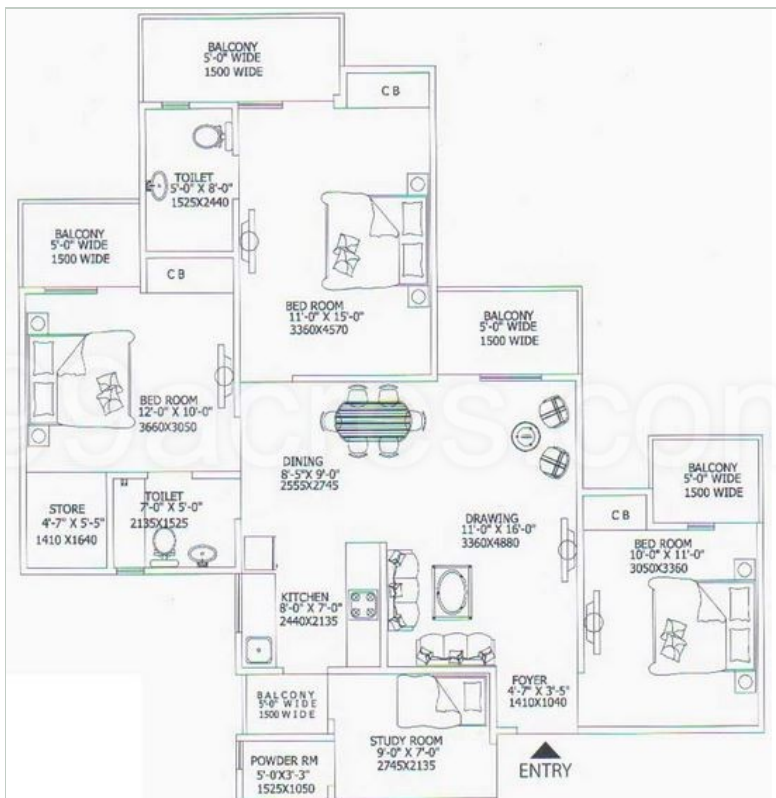 BALCONY
5'-0" WIDE
1500 WIDE
C B
TOILET
5'-0" X 8'-0"
1525X2440
BALCONY
5'-0" WIDE
1500 WIDE
C B
BED ROOM
11'-0" X 15'-0"
3360X4570
BALCONY
5'-0" WIDE
1500 WIDE
BED ROOM
12'-0" X 10'-0"
3660X3050
DINING
8'-5"X 9'-0"
2555X2745
BALCONY
5'-0" WIDE
1500 WIDE
STORE
4'-7" X 5'-5"
1410 X1640
TOILET
7'-0" X 5'-0"
2135X1525
DRAWING
11'-0" X 16'-0"
3360X4880
C B
BED ROOM
10'-0" X 11'-0"
3050X3360
KITCHEN
8'-0" X 7'-0"
2440X2135
FOYER
4'-7" X 3'-5"
1410X1040
BALCONY
5'-0" WIDE
1500 WIDE
STUDY ROOM
9'-0" X 7'-0"
2745X2135
POWDER RM
5'-0X3'-3"
1525X1050
ENTRY
99acres.com